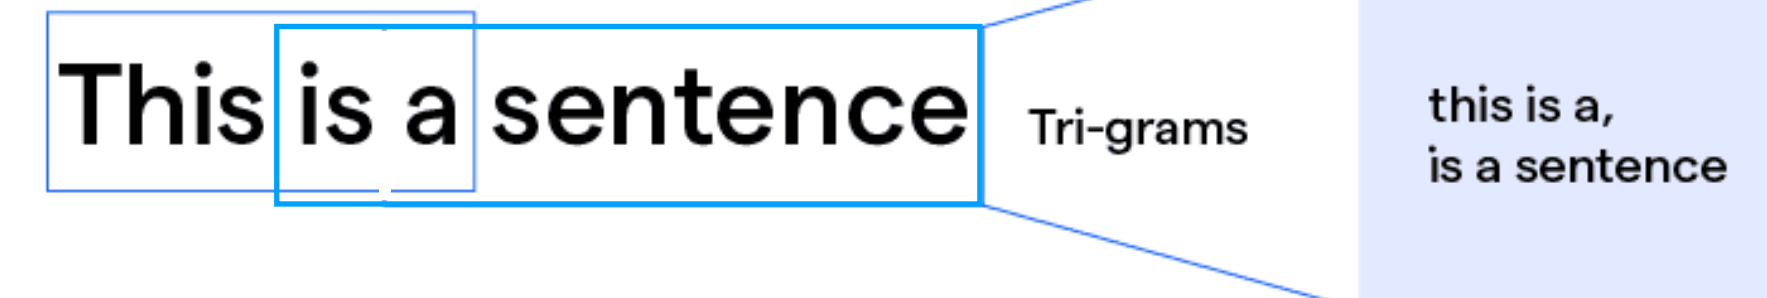 This is a sentence
Tri-grams
this is a,
is a sentence